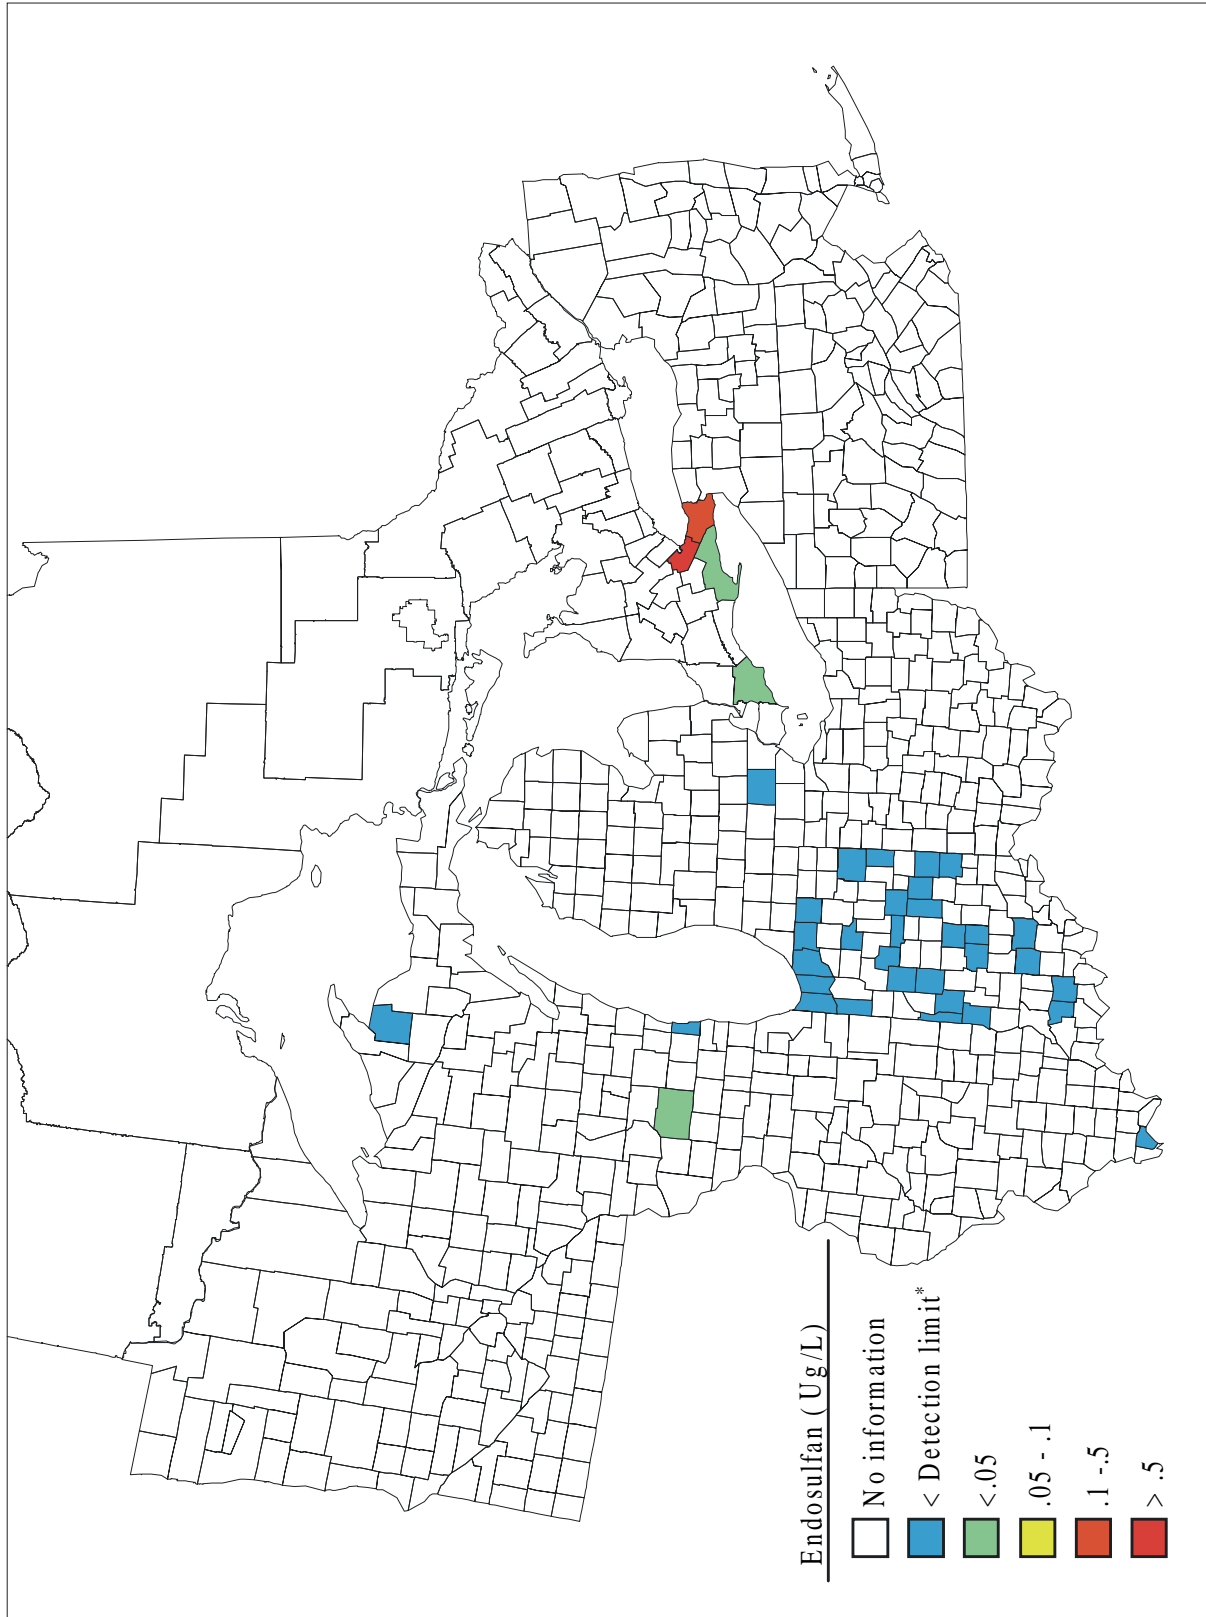 Endosulfan ( Ug/L)
No information
< Detection limit*
<.05
.05 - .1
.1 -.5
> .5